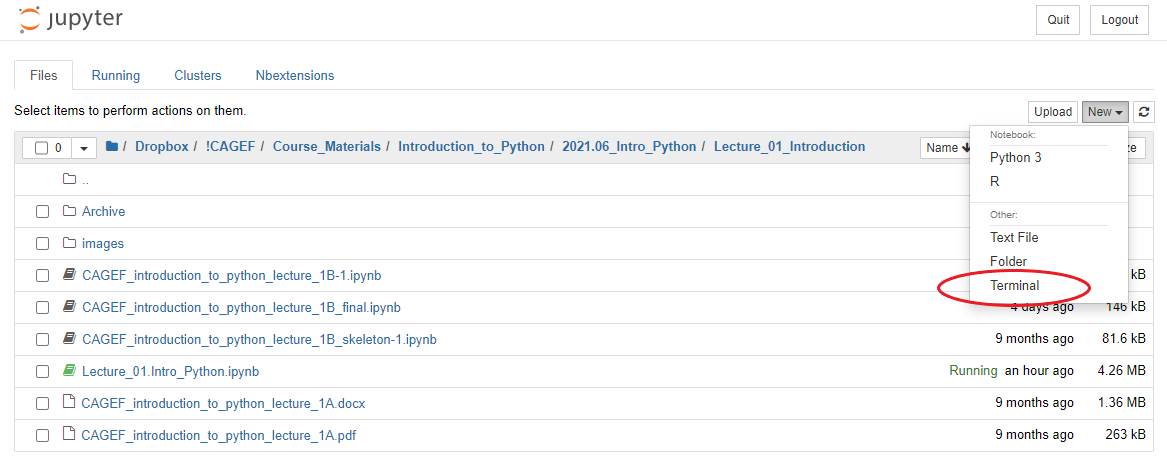 jupyter
Quit Logout
Files Running Clusters Nbextensions
Select items to perform actions on them.
Upload New
Notebook:
Python 3
R
Other:
Text File
Folder
Terminal
0 / Dropbox / !CAGEF / Course_Materials / Introduction_to_Python / 2021.06_Intro_Python / Lecture_01_Introduction Name
..
Archive
images
CAGEF_introduction_to_python_lecture_1B-1.ipynb kB
CAGEF_introduction_to_python_lecture_1B_final.ipynb 4 days ago 146 kB
CAGEF_introduction_to_python_lecture_1B_skeleton-1.ipynb 9 months ago 81.6 kB
Lecture_01.Intro_Python.ipynb Running an hour ago 4.26 MB
CAGEF_introduction_to_python_lecture_1A.docx 9 months ago 1.36 MB
CAGEF_introduction_to_python_lecture_1A.pdf 9 months ago 263 kB